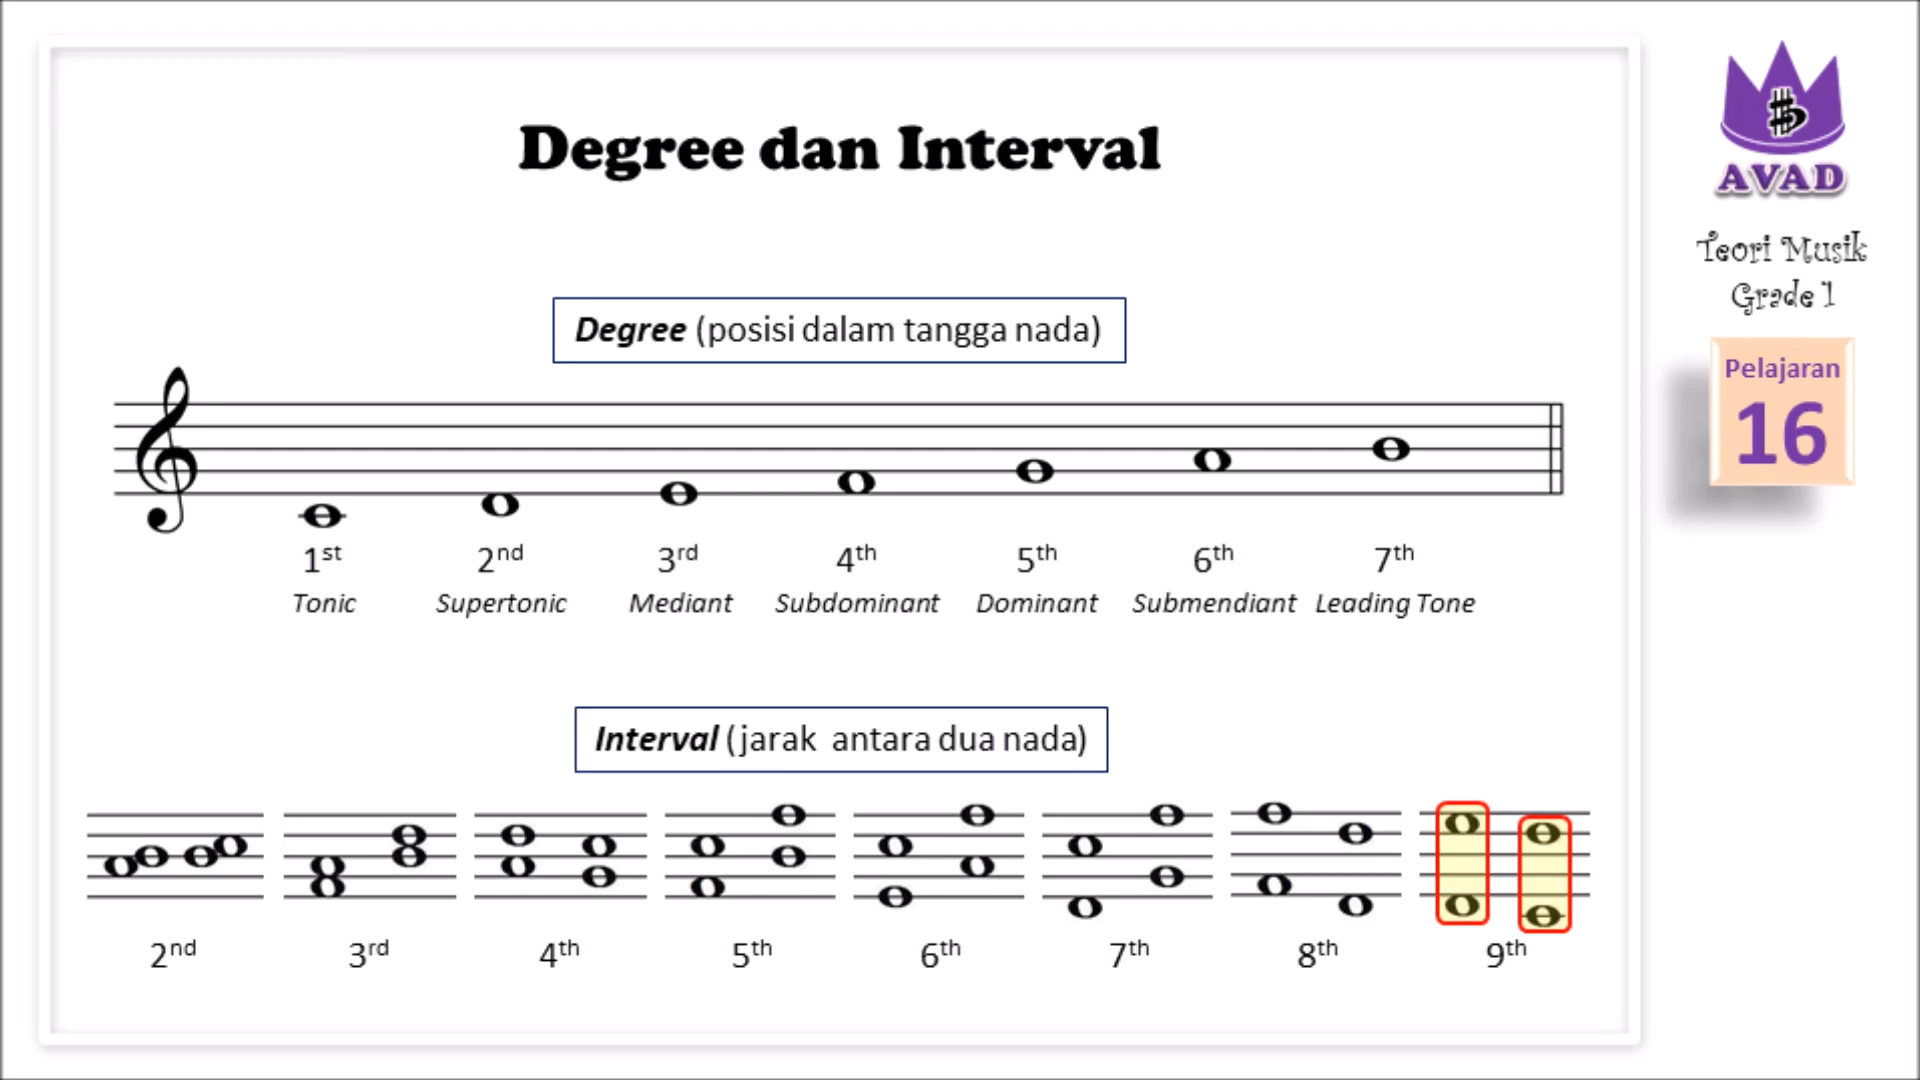 Degree dan Interval
AVAD
Teori Musik
Grade 1
Pelajaran
16
Degree (posisi dalam tangga nada)
1st 2nd 3rd 4th 5th 6th 7th
Tonic Supertonic Mediant Subdominant Dominant Submendiant Leading Tone
Interval (jarak antara dua nada)
2nd 3rd 4th 5th 6th 7th 8th 9th